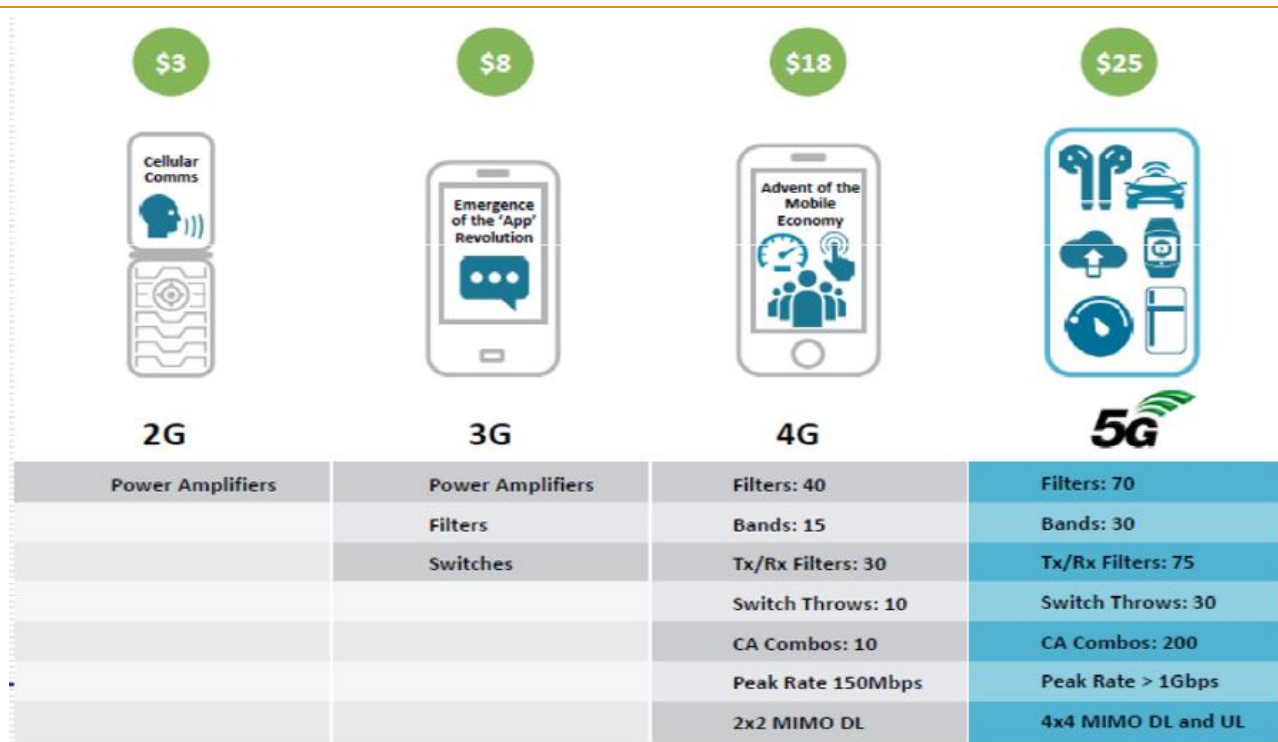 $3
$8
$18
$25
Cellular
Comms
Emergence
of the 'App'
Revolution
Advent of the
Mobile
Economy
2G
3G
4G
5G
Power Amplifiers
Power Amplifiers
Filters: 40
Filters: 70
Filters
Bands: 15
Bands: 30
Switches
Tx/Rx Filters: 30
Tx/Rx Filters: 75
Switch Throws: 10
Switch Throws: 30
CA Combos: 10
CA Combos: 200
Peak Rate 150Mbps
Peak Rate > 1Gbps
2x2 MIMO DL
4x4 MIMO DL and UL